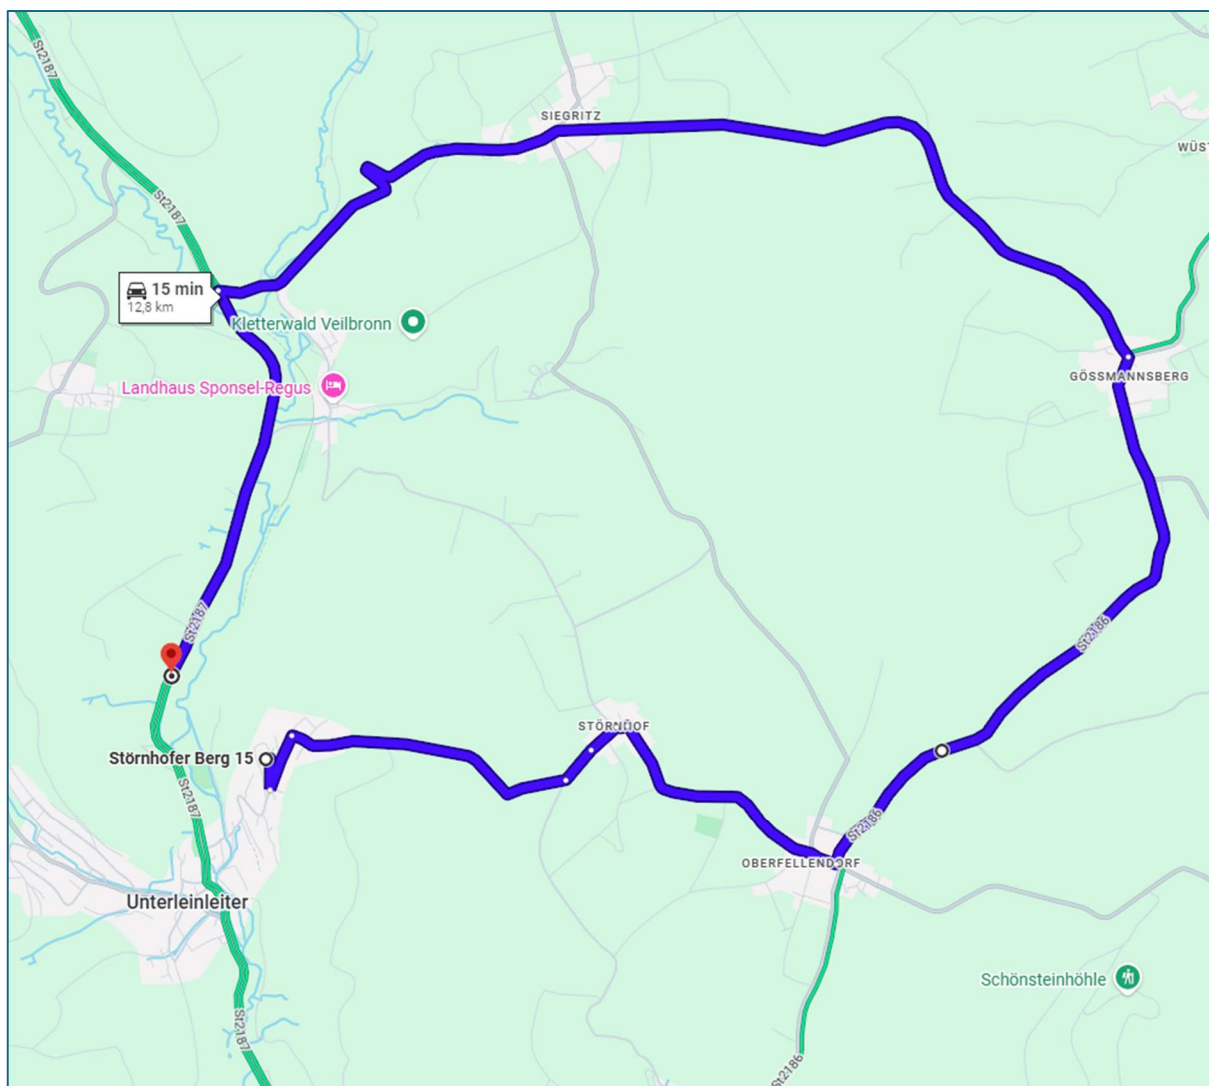 St2187
SIEGRITZ
WÜST
St2187
15 min
12,8 km
Kletterwald Veilbronn
GÖSSMANNSBERG
Landhaus Sponsel-Regus
St2187
St2186
STÖRNHOF
Störnhofer Berg 15
St2187
St2186
OBERFELLENDORF
Unterleinleiter
Schönsteinhöhle
St2187
St2186